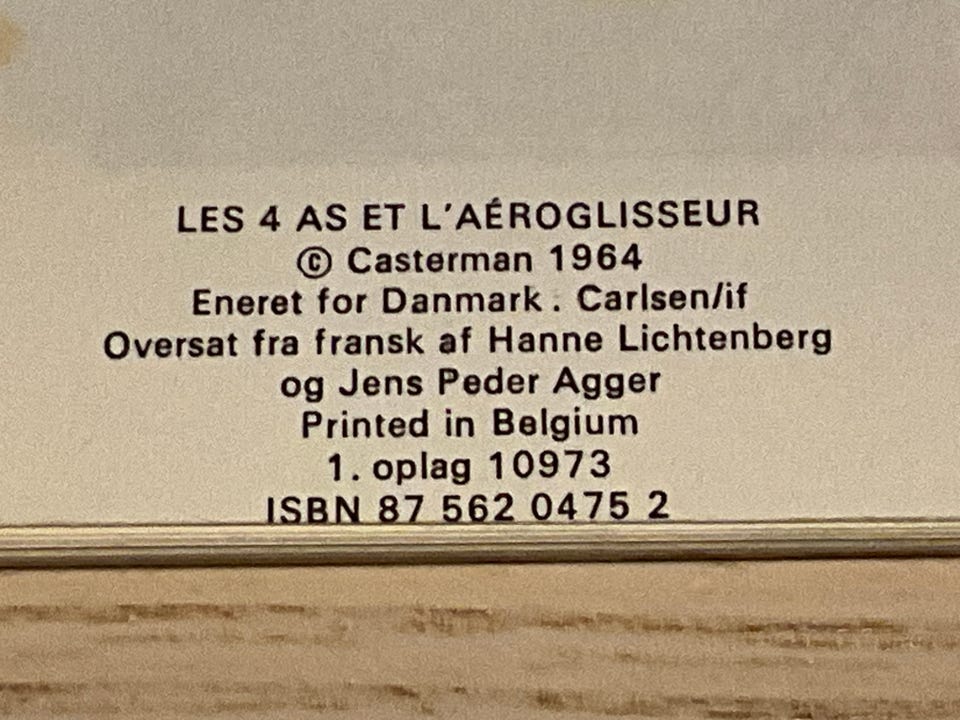 LES 4 AS ET L'AÉROGLISSEUR
© Casterman 1964
Eneret for Danmark. Carlsen/if
Oversat fra fransk af Hanne Lichtenberg
og Jens Peder Agger
Printed in Belgium
1. oplag 10973
ISBN 87 562 0475 2